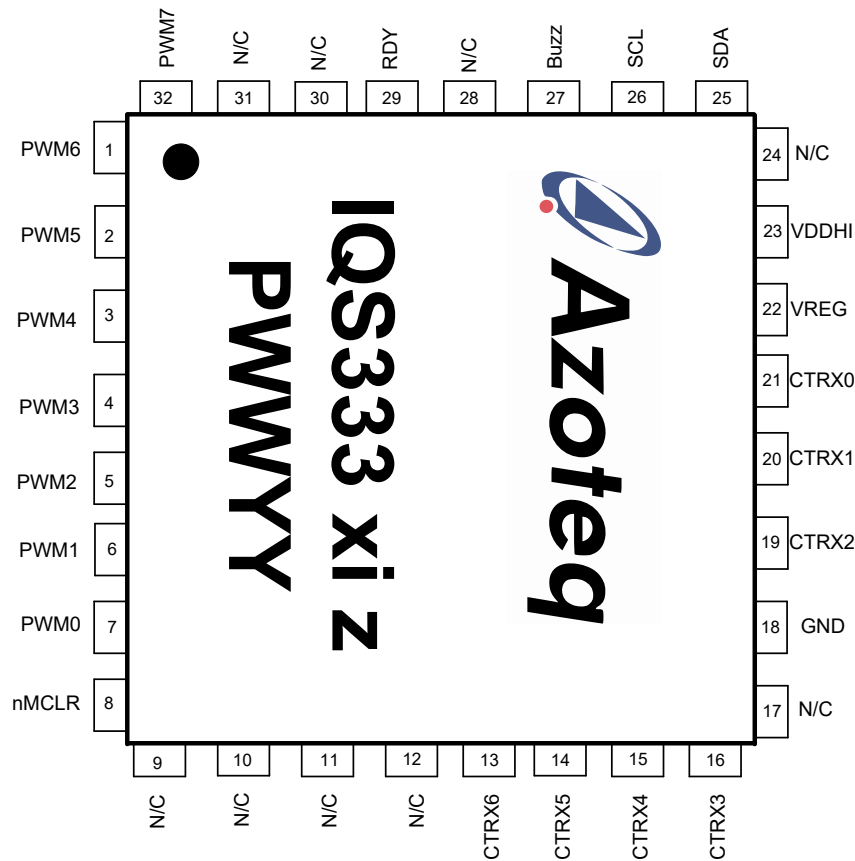 PWM7
N/C
N/C
RDY
N/C
Buzz
SCL
SDA
32
31
30
29
28
27
26
25
PWM6 1
PWM5 2
PWM4 3
PWM3 4
PWM2 5
PWM1 6
PWM0 7
nMCLR 8
Azoteq
IQS333 xi z
PWWYY
24 N/C
23 VDDHI
22 VREG
21 CTRX0
20 CTRX1
19 CTRX2
18 GND
17 N/C
9
10
11
12
13
14
15
16
N/C
N/C
N/C
N/C
CTRX6
CTRX5
CTRX4
CTRX3